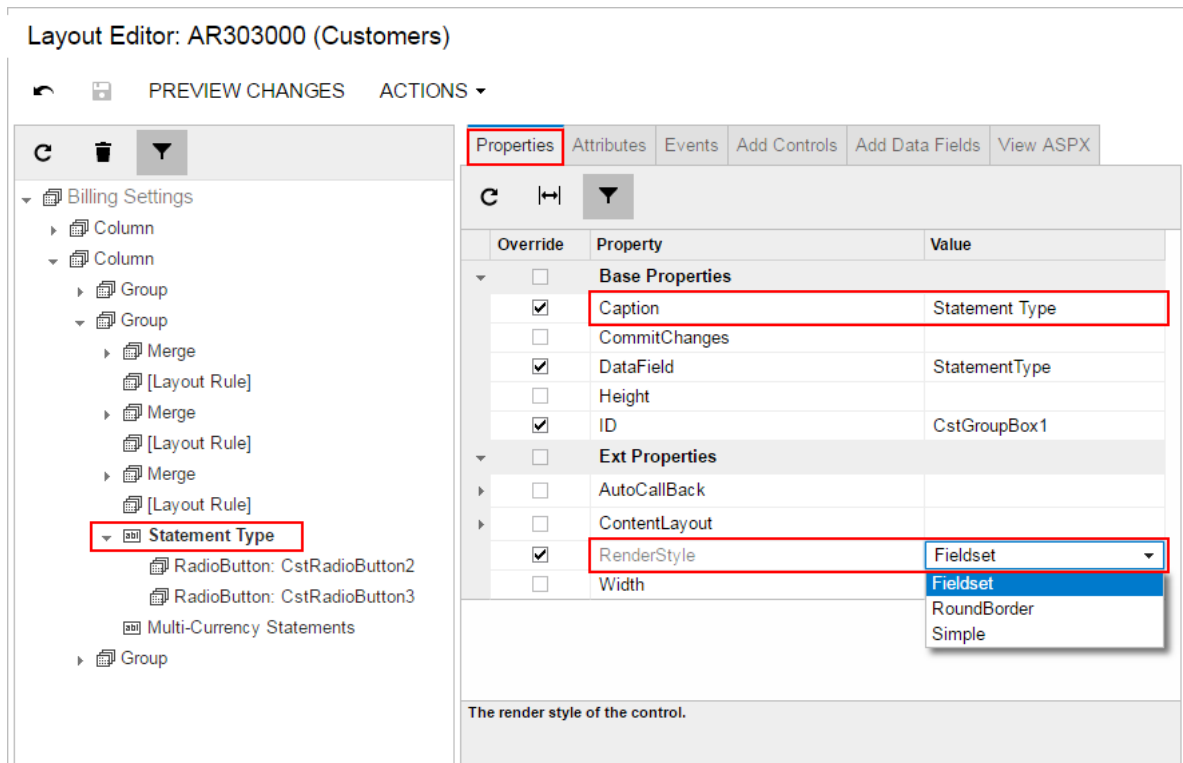 Layout Editor: AR303000 (Customers)
PREVIEW CHANGES ACTIONS
Billing Settings
Column
Column
Group
Group
Merge
[Layout Rule]
Merge
[Layout Rule]
Merge
[Layout Rule]
Statement Type
RadioButton: CstRadioButton2
RadioButton: CstRadioButton3
Multi-Currency Statements
Group
Properties Attributes Events Add Controls Add Data Fields View ASPX
Override Property Value
Base Properties
Caption Statement Type
CommitChanges
DataField StatementType
Height
ID CstGroupBox1
Ext Properties
AutoCallBack
ContentLayout
RenderStyle Fieldset
Width
Fieldset
RoundBorder
Simple
The render style of the control.